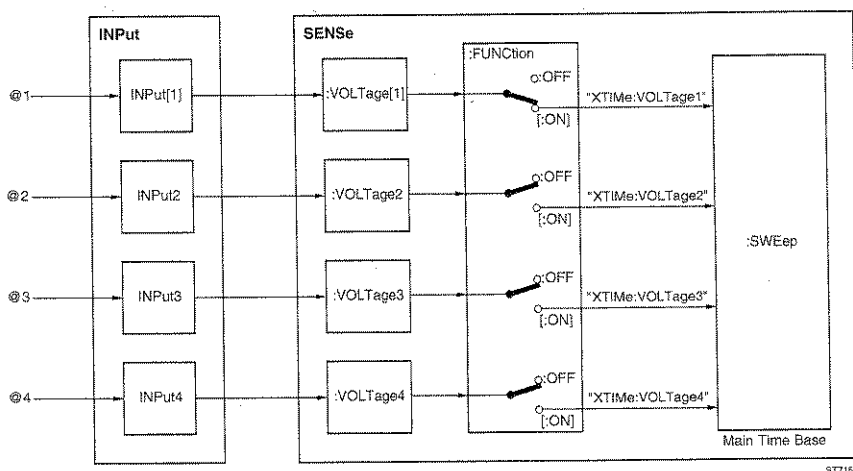 INPut
SENSe
:FUNCtion
@1
INPut[1]
:VOLTage[1]
:OFF
[:ON]
"XTIMe:VOLTage1"
@2
INPut2
:VOLTage2
:OFF
[:ON]
"XTIMe:VOLTage2"
:SWEep
@3
INPut3
:VOLTage3
:OFF
[:ON]
"XTIMe:VOLTage3"
@4
INPut4
:VOLTage4
:OFF
[:ON]
"XTIMe:VOLTage4"
Main Time Base